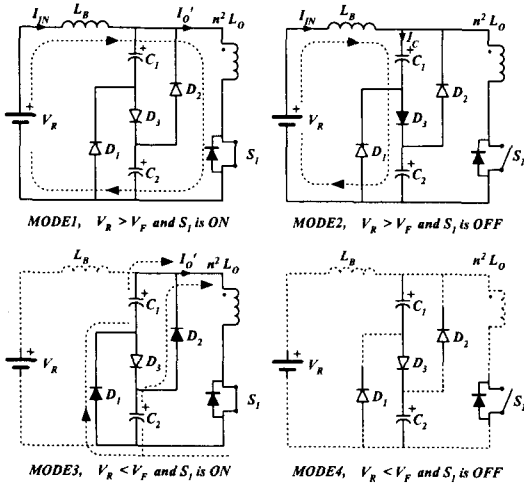 I_IN L_B I_O' n² L_O
+ C_1
D_2
+ V_R D_3
D_1 S_1
+ C_2
MODE1, V_R > V_F and S_1 is ON
I_IN L_B I_C n² L_O
+ C_1
D_2
+ V_R D_3
D_1 S_1
+ C_2
MODE2, V_R > V_F and S_1 is OFF
L_B I_O' n² L_O
+ C_1
D_2
+ V_R D_3
D_1 S_1
+ C_2
MODE3, V_R < V_F and S_1 is ON
L_B n² L_O
+ C_1
D_2
+ V_R D_3
D_1 S_1
+ C_2
MODE4, V_R < V_F and S_1 is OFF